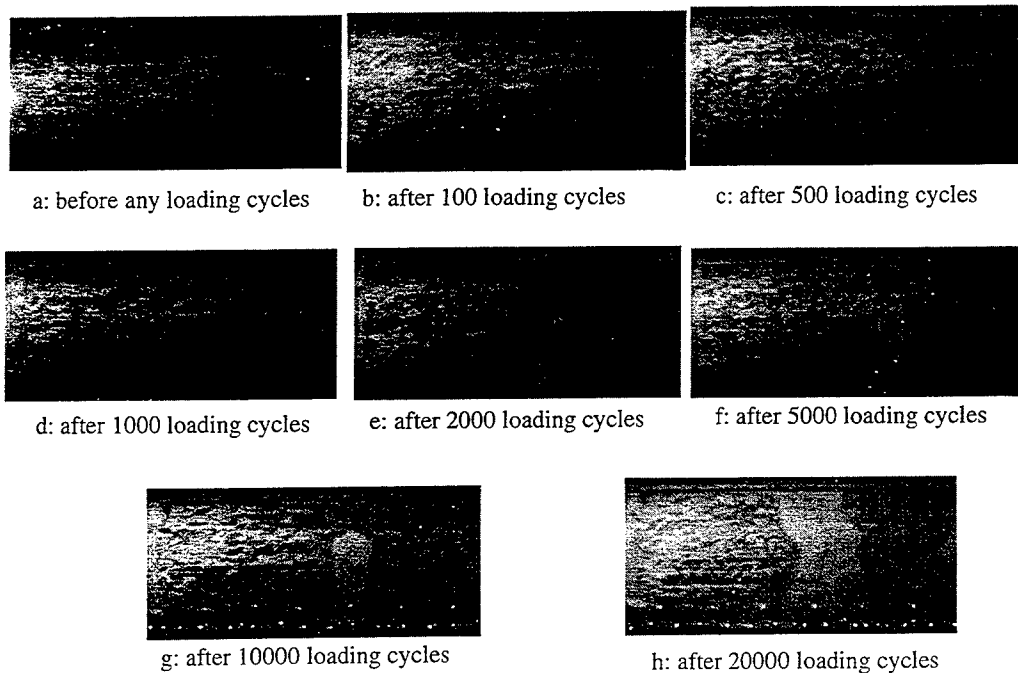 a: before any loading cycles
b: after 100 loading cycles
c: after 500 loading cycles
d: after 1000 loading cycles
e: after 2000 loading cycles
f: after 5000 loading cycles
g: after 10000 loading cycles
h: after 20000 loading cycles